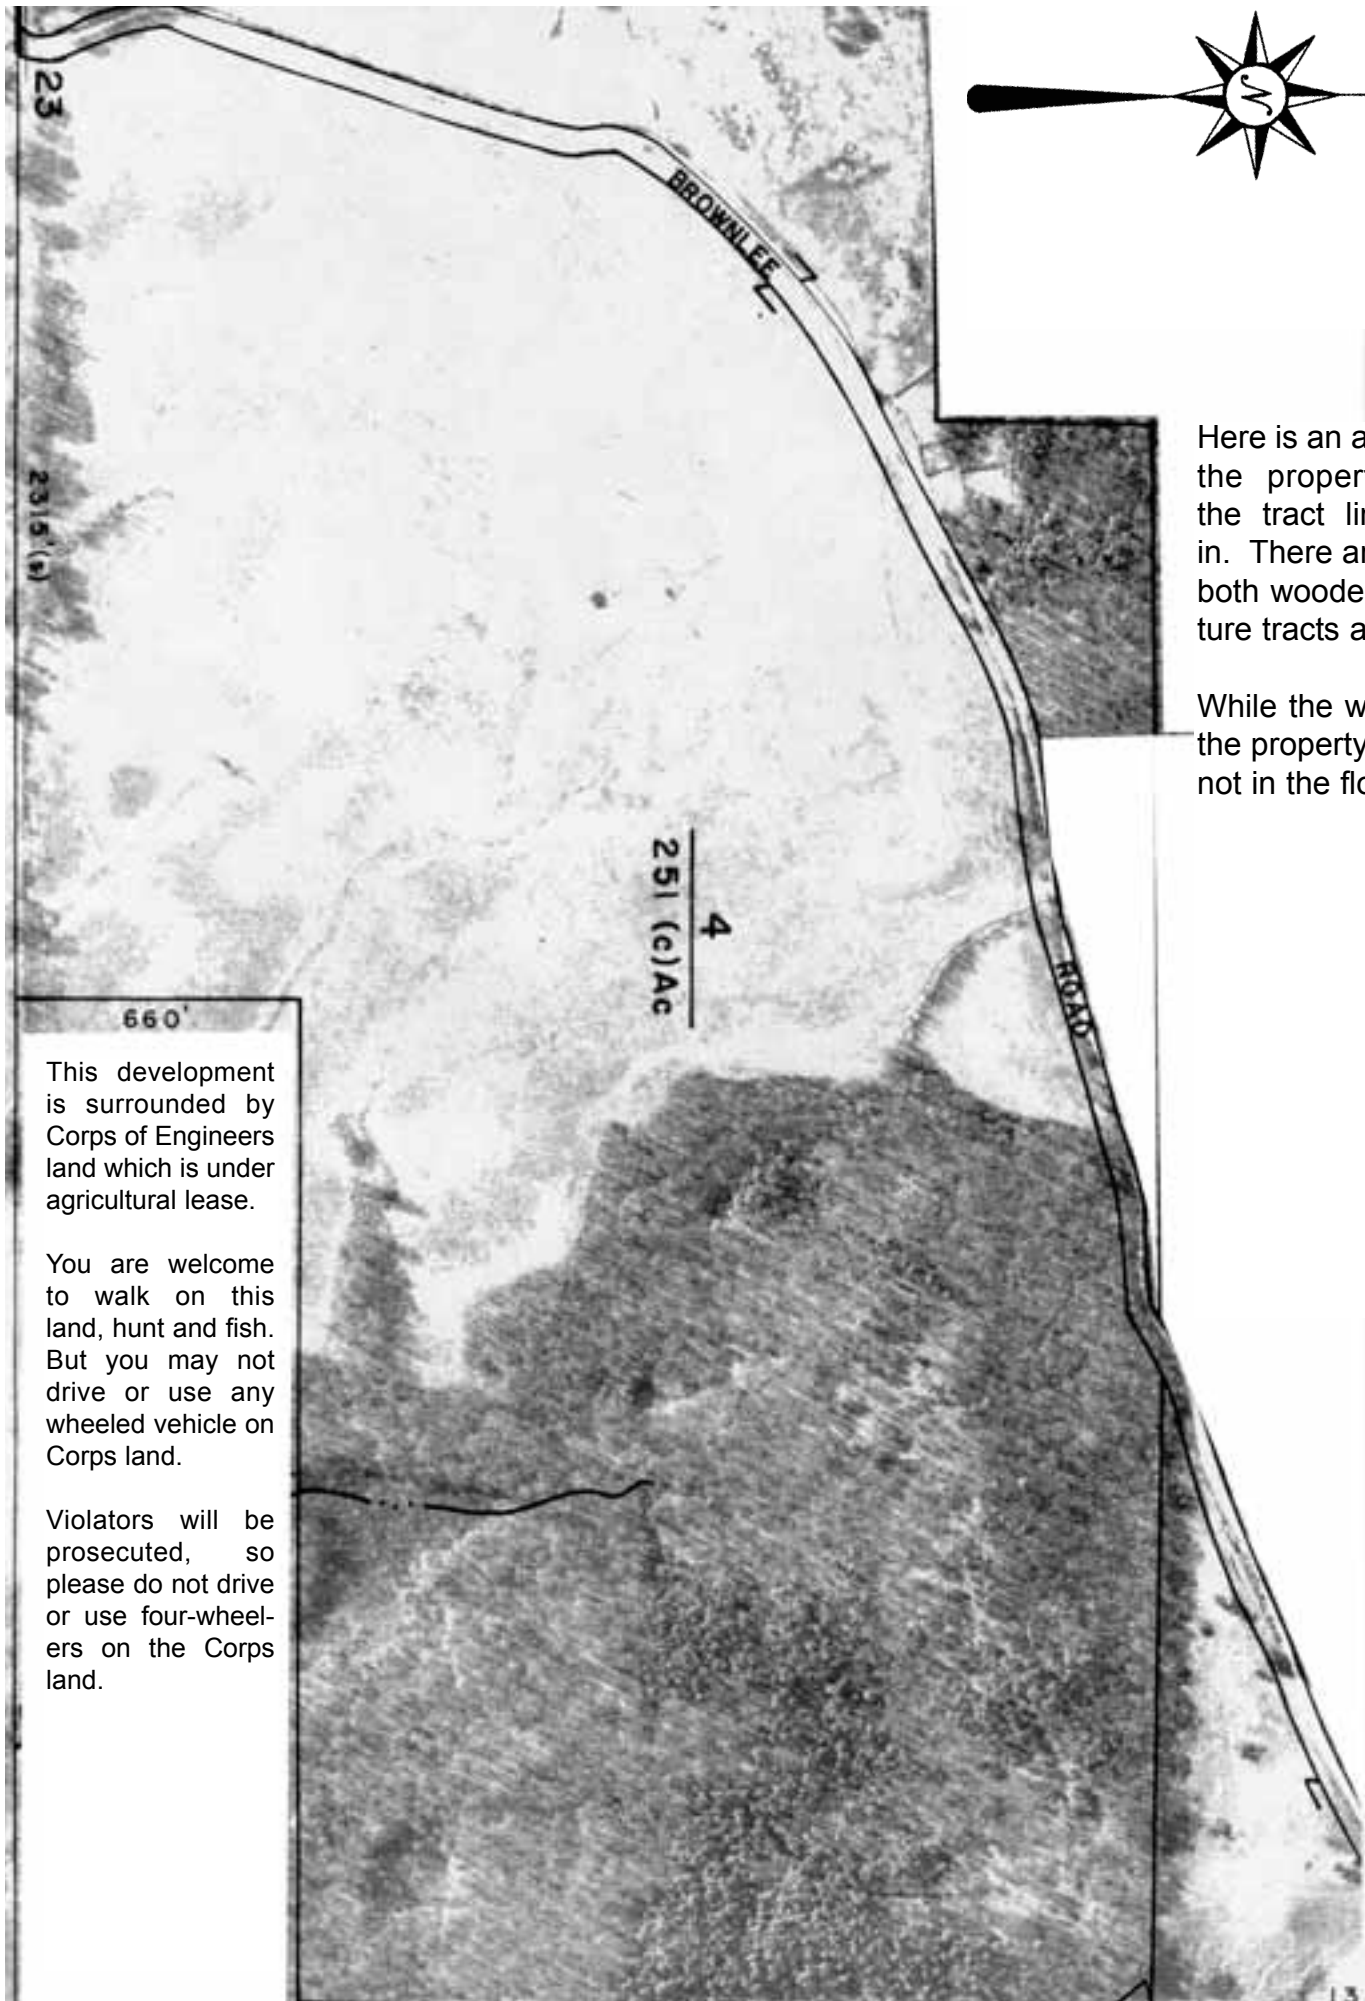 23
BROWNLEE
Here is an a
the proper
the tract li
in. There a
both woode
ture tracts a
While the w
the property
not in the flo
2315'(s)
4
251 (c)Ac
ROAD
660'
This development
is surrounded by
Corps of Engineers
land which is under
agricultural lease.
You are welcome
to walk on this
land, hunt and fish.
But you may not
drive or use any
wheeled vehicle on
Corps land.
Violators will be
prosecuted, so
please do not drive
or use four-wheel-
ers on the Corps
land.
13